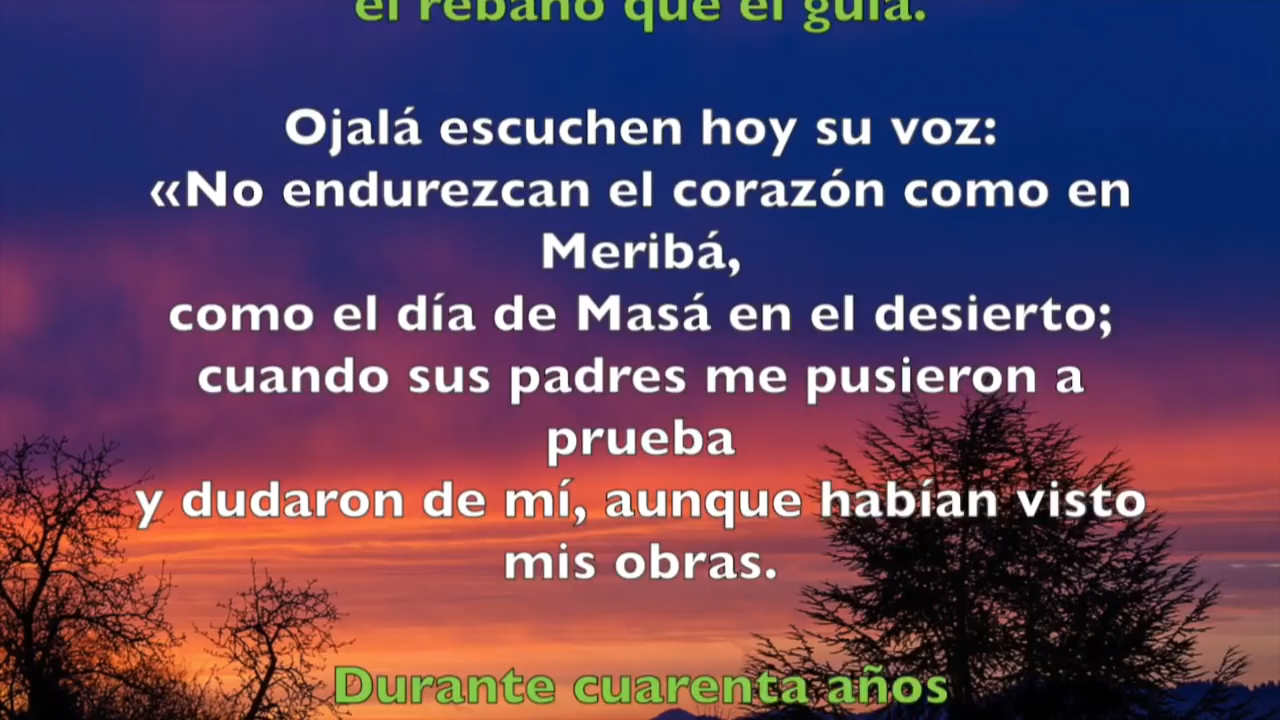 el rebaño que él guía.
Ojalá escuchen hoy su voz:
«No endurezcan el corazón como en
Meribá,
como el día de Masá en el desierto;
cuando sus padres me pusieron a
prueba
y dudaron de mí, aunque habían visto
mis obras.
Durante cuarenta años